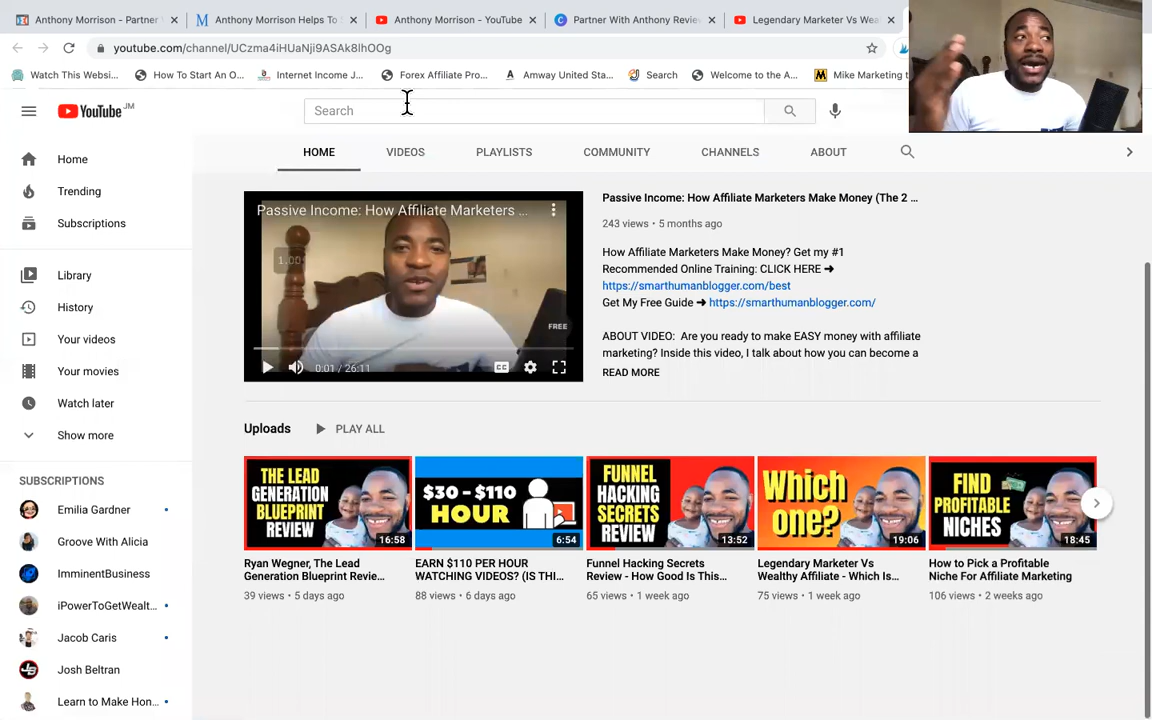 Anthony Morrison - Partner
Anthony Morrison Helps To
Anthony Morrison - YouTube
Partner With Anthony Revie
Legendary Marketer Vs Wea
youtube.com/channel/UCzma4iHUaNji9ASAk8lhOOg
Watch This Websi...
How To Start An O...
Internet Income J...
Forex Affiliate Pro...
Amway United Sta...
Search
Welcome to the A...
Mike Marketing
YouTube JM
Search
HOME
VIDEOS
PLAYLISTS
COMMUNITY
CHANNELS
ABOUT
Home
Trending
Subscriptions
Library
History
Your videos
Your movies
Watch later
Show more
SUBSCRIPTIONS
Emilia Gardner
Groove With Alicia
ImminentBusiness
iPowerToGetWealt...
Jacob Caris
Josh Beltran
Learn to Make Hon...
Passive Income: How Affiliate Marketers ...
1.00
FREE
0:01 / 26:11
Passive Income: How Affiliate Marketers Make Money (The 2 ...
243 views • 5 months ago
How Affiliate Marketers Make Money? Get my #1
Recommended Online Training: CLICK HERE ➜
https://smarthumanblogger.com/best
Get My Free Guide ➜ https://smarthumanblogger.com/
ABOUT VIDEO: Are you ready to make EASY money with affiliate
marketing? Inside this video, I talk about how you can become a
READ MORE
Uploads
PLAY ALL
THE LEAD
GENERATION
BLUEPRINT
REVIEW
16:58
Ryan Wegner, The Lead
Generation Blueprint Revie...
39 views • 5 days ago
$30 - $110
HOUR
6:54
EARN $110 PER HOUR
WATCHING VIDEOS? (IS THI...
88 views • 6 days ago
FUNNEL
HACKING
SECRETS
REVIEW
13:52
Funnel Hacking Secrets
Review - How Good Is This...
65 views • 1 week ago
Which
one?
19:06
Legendary Marketer Vs
Wealthy Affiliate - Which Is...
75 views • 1 week ago
FIND
PROFITABLE
NICHES
18:45
How to Pick a Profitable
Niche For Affiliate Marketing
106 views • 2 weeks ago